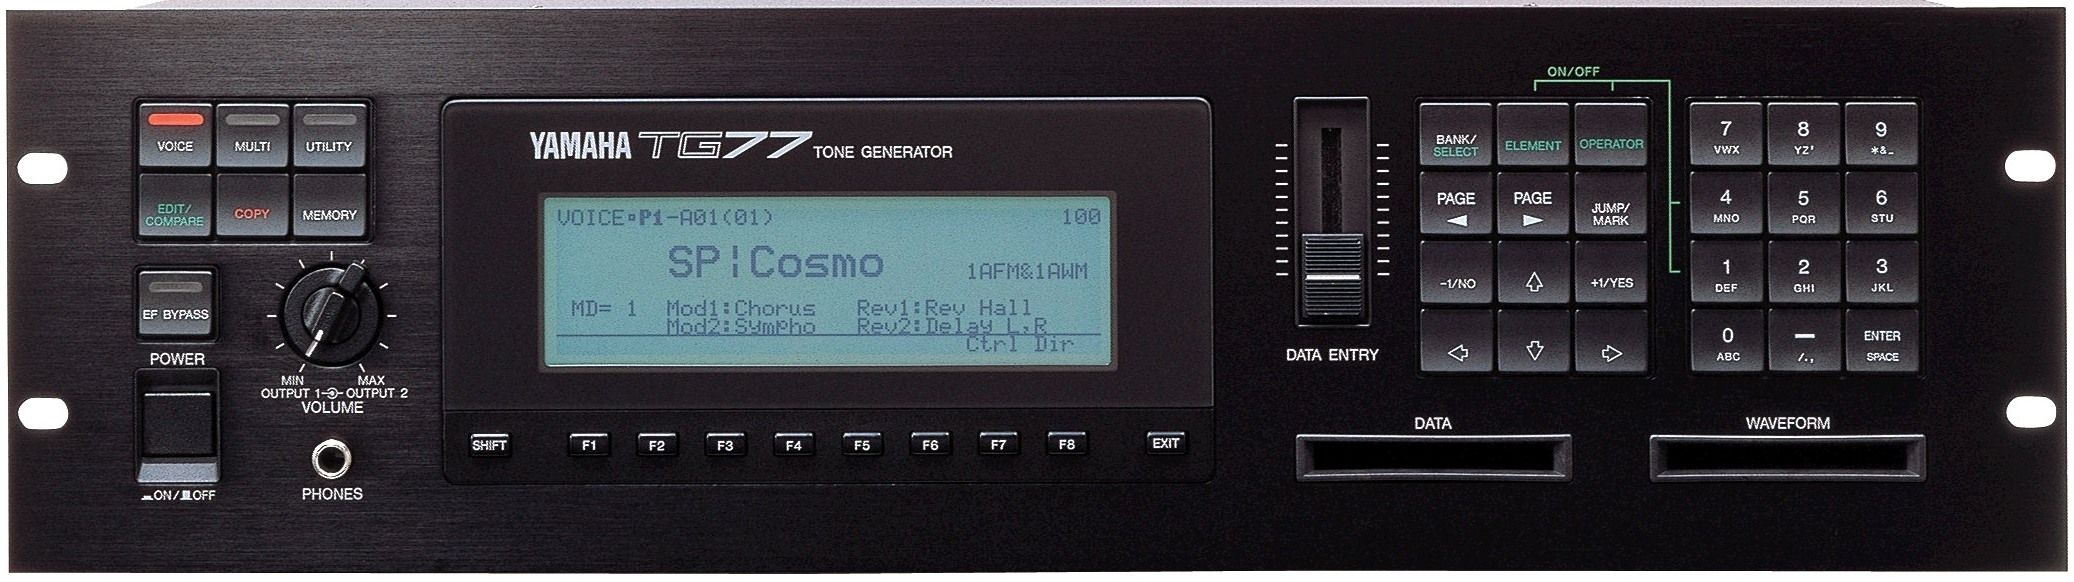 VOICE MULTI UTILITY
EDIT/
COMPARE COPY MEMORY
EF BYPASS
POWER
MIN MAX
OUTPUT 1 OUTPUT 2
VOLUME
ON/ OFF
PHONES
YAMAHA TG77 TONE GENERATOR
VOICE P1-A01(01) 100
SP|Cosmo 1AFM&1AWM
MD= 1 Mod1:Chorus Rev1:Rev Hall
Mod2:Sympho Rev2:Delay L,R
Ctrl Dir
SHIFT F1 F2 F3 F4 F5 F6 F7 F8 EXIT
DATA ENTRY
ON/OFF
BANK/
SELECT ELEMENT OPERATOR
PAGE PAGE JUMP/
MARK
-1/NO +1/YES
7 8 9
VWX YZ' *&_
4 5 6
MNO PQR STU
1 2 3
DEF GHI JKL
0 — ENTER
ABC /., SPACE
DATA WAVEFORM